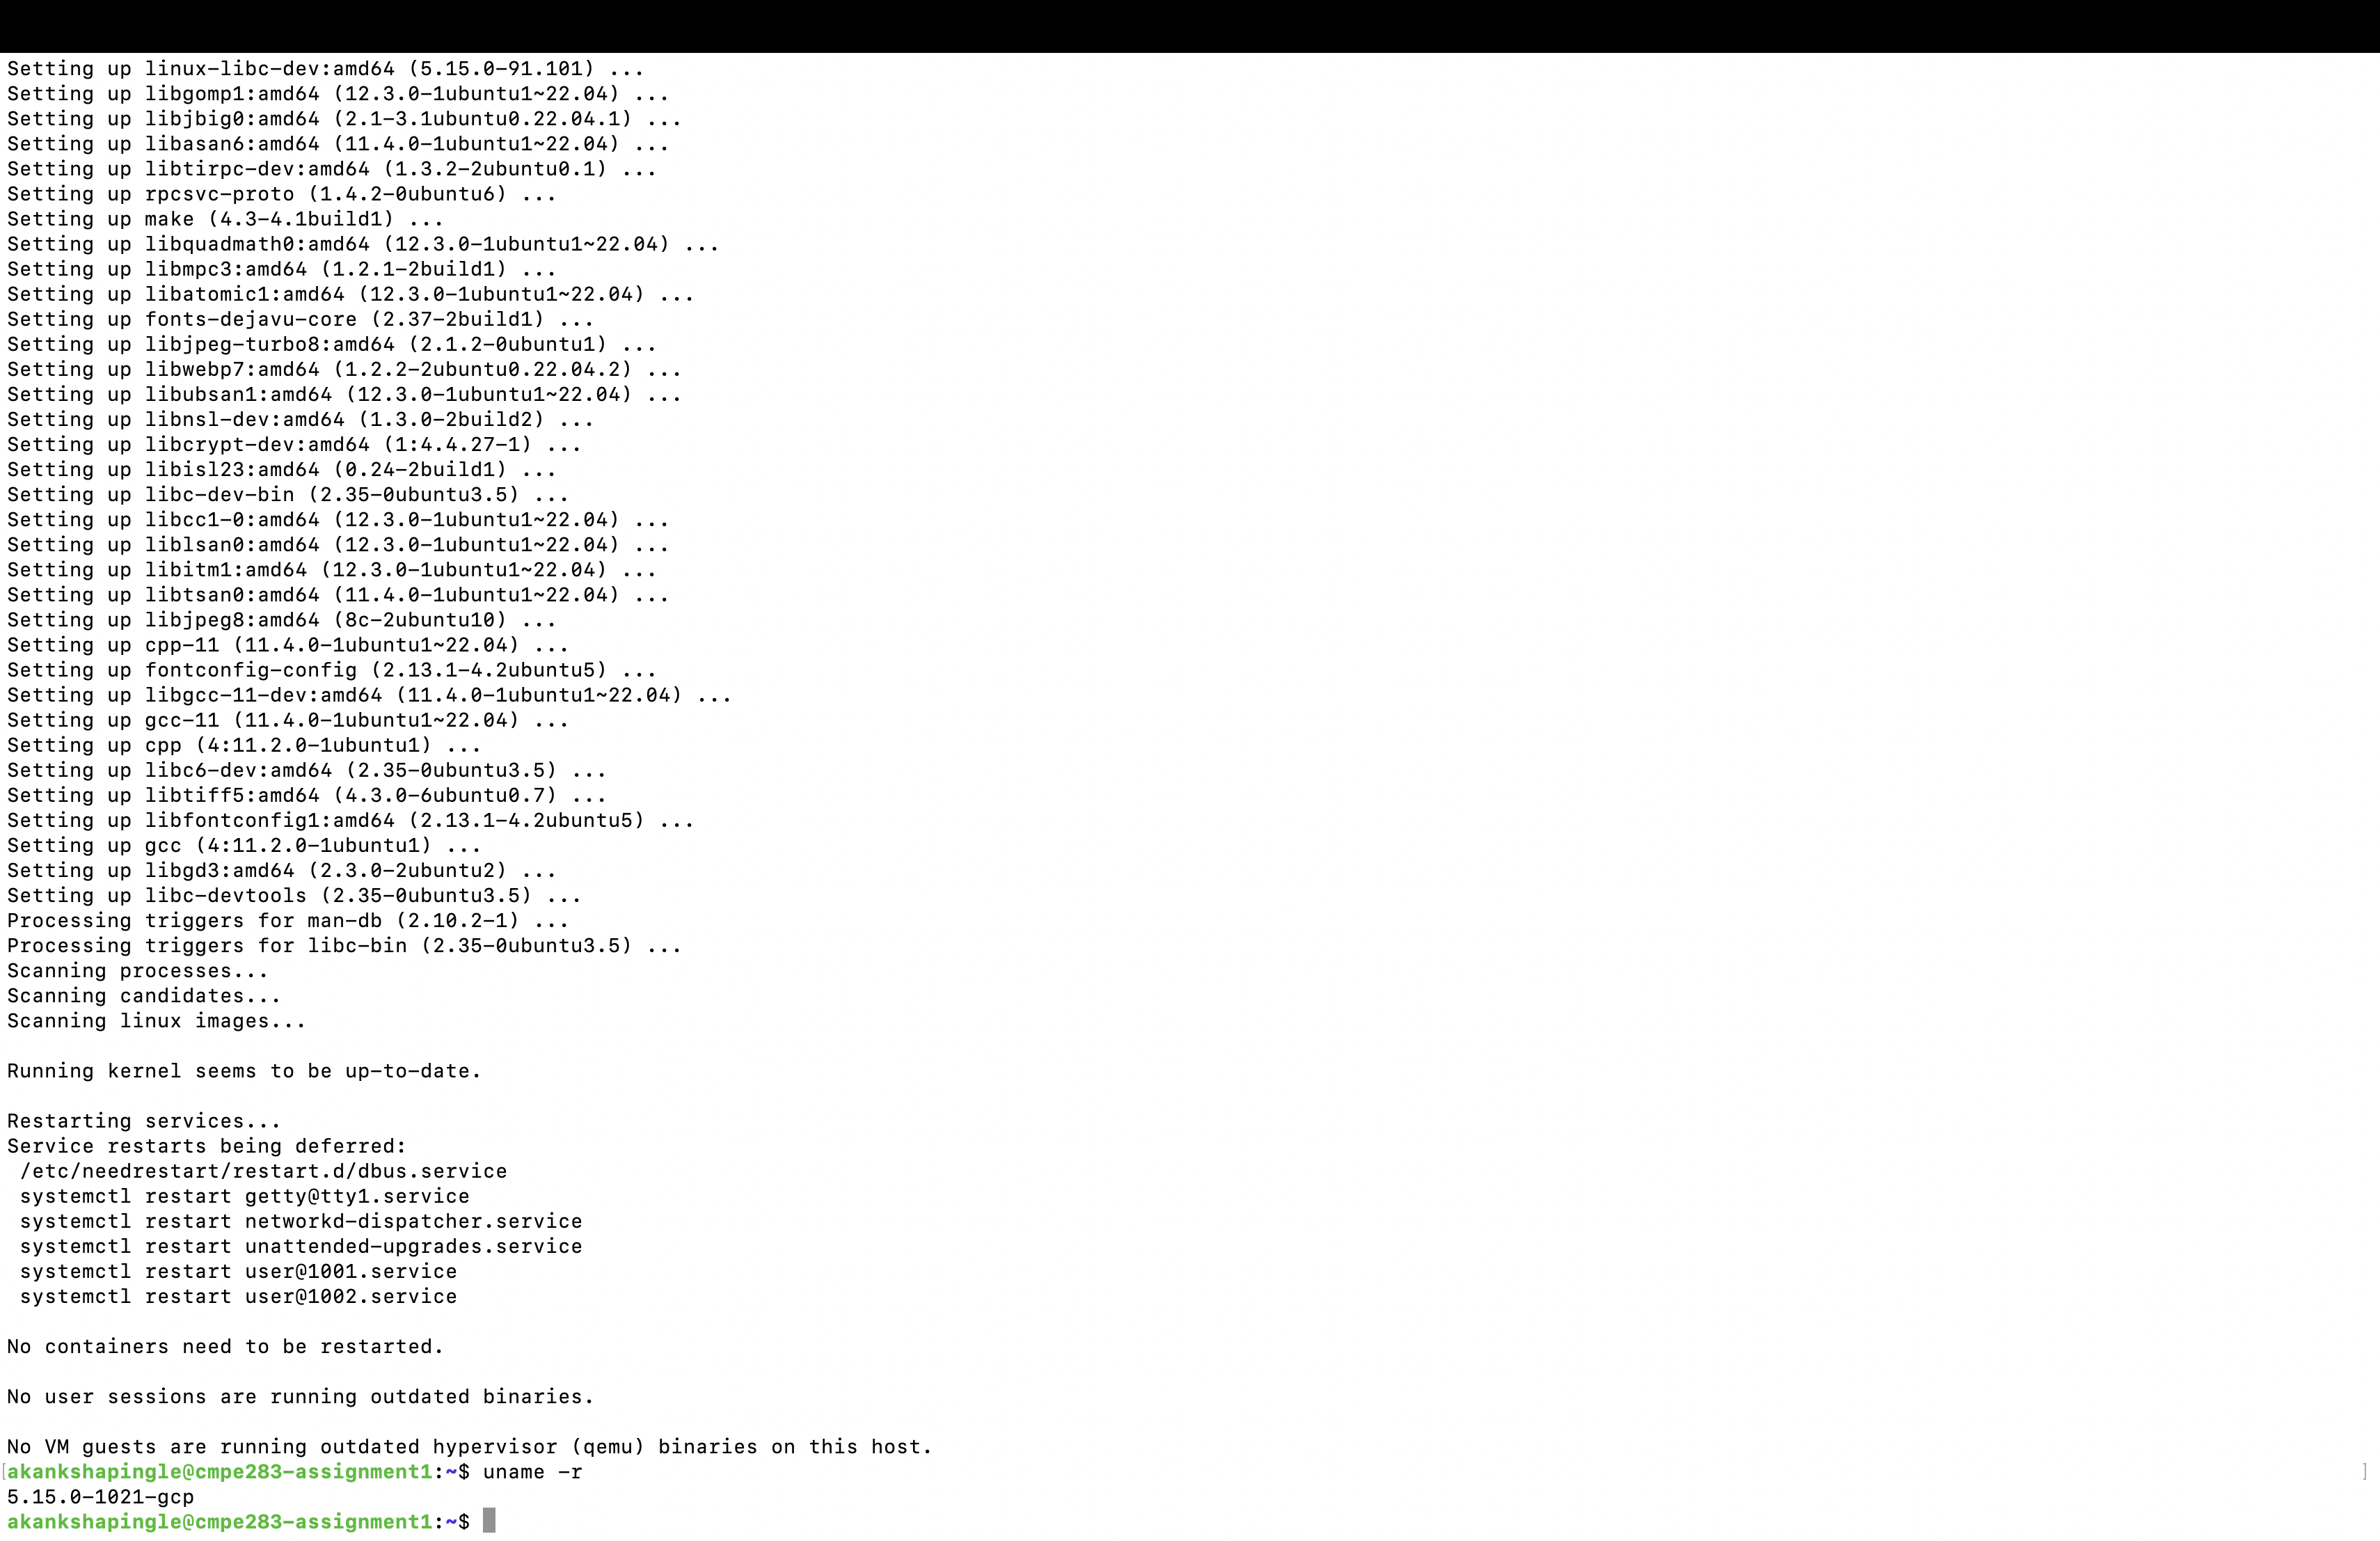 Setting up linux-libc-dev:amd64 (5.15.0-91.101) ...
Setting up libgomp1:amd64 (12.3.0-1ubuntu1~22.04) ...
Setting up libjbig0:amd64 (2.1-3.1ubuntu0.22.04.1) ...
Setting up libasan6:amd64 (11.4.0-1ubuntu1~22.04) ...
Setting up libtirpc-dev:amd64 (1.3.2-2ubuntu0.1) ...
Setting up rpcsvc-proto (1.4.2-0ubuntu6) ...
Setting up make (4.3-4.1build1) ...
Setting up libquadmath0:amd64 (12.3.0-1ubuntu1~22.04) ...
Setting up libmpc3:amd64 (1.2.1-2build1) ...
Setting up libatomic1:amd64 (12.3.0-1ubuntu1~22.04) ...
Setting up fonts-dejavu-core (2.37-2build1) ...
Setting up libjpeg-turbo8:amd64 (2.1.2-0ubuntu1) ...
Setting up libwebp7:amd64 (1.2.2-2ubuntu0.22.04.2) ...
Setting up libubsan1:amd64 (12.3.0-1ubuntu1~22.04) ...
Setting up libnsl-dev:amd64 (1.3.0-2build2) ...
Setting up libcrypt-dev:amd64 (1:4.4.27-1) ...
Setting up libisl23:amd64 (0.24-2build1) ...
Setting up libc-dev-bin (2.35-0ubuntu3.5) ...
Setting up libcc1-0:amd64 (12.3.0-1ubuntu1~22.04) ...
Setting up liblsan0:amd64 (12.3.0-1ubuntu1~22.04) ...
Setting up libitm1:amd64 (12.3.0-1ubuntu1~22.04) ...
Setting up libtsan0:amd64 (11.4.0-1ubuntu1~22.04) ...
Setting up libjpeg8:amd64 (8c-2ubuntu10) ...
Setting up cpp-11 (11.4.0-1ubuntu1~22.04) ...
Setting up fontconfig-config (2.13.1-4.2ubuntu5) ...
Setting up libgcc-11-dev:amd64 (11.4.0-1ubuntu1~22.04) ...
Setting up gcc-11 (11.4.0-1ubuntu1~22.04) ...
Setting up cpp (4:11.2.0-1ubuntu1) ...
Setting up libc6-dev:amd64 (2.35-0ubuntu3.5) ...
Setting up libtiff5:amd64 (4.3.0-6ubuntu0.7) ...
Setting up libfontconfig1:amd64 (2.13.1-4.2ubuntu5) ...
Setting up gcc (4:11.2.0-1ubuntu1) ...
Setting up libgd3:amd64 (2.3.0-2ubuntu2) ...
Setting up libc-devtools (2.35-0ubuntu3.5) ...
Processing triggers for man-db (2.10.2-1) ...
Processing triggers for libc-bin (2.35-0ubuntu3.5) ...
Scanning processes...
Scanning candidates...
Scanning linux images...
Running kernel seems to be up-to-date.
Restarting services...
Service restarts being deferred:
 /etc/needrestart/restart.d/dbus.service
 systemctl restart getty@tty1.service
 systemctl restart networkd-dispatcher.service
 systemctl restart unattended-upgrades.service
 systemctl restart user@1001.service
 systemctl restart user@1002.service
No containers need to be restarted.
No user sessions are running outdated binaries.
No VM guests are running outdated hypervisor (qemu) binaries on this host.
[akankshapingle@cmpe283-assignment1:~$ uname -r ]
5.15.0-1021-gcp
akankshapingle@cmpe283-assignment1:~$